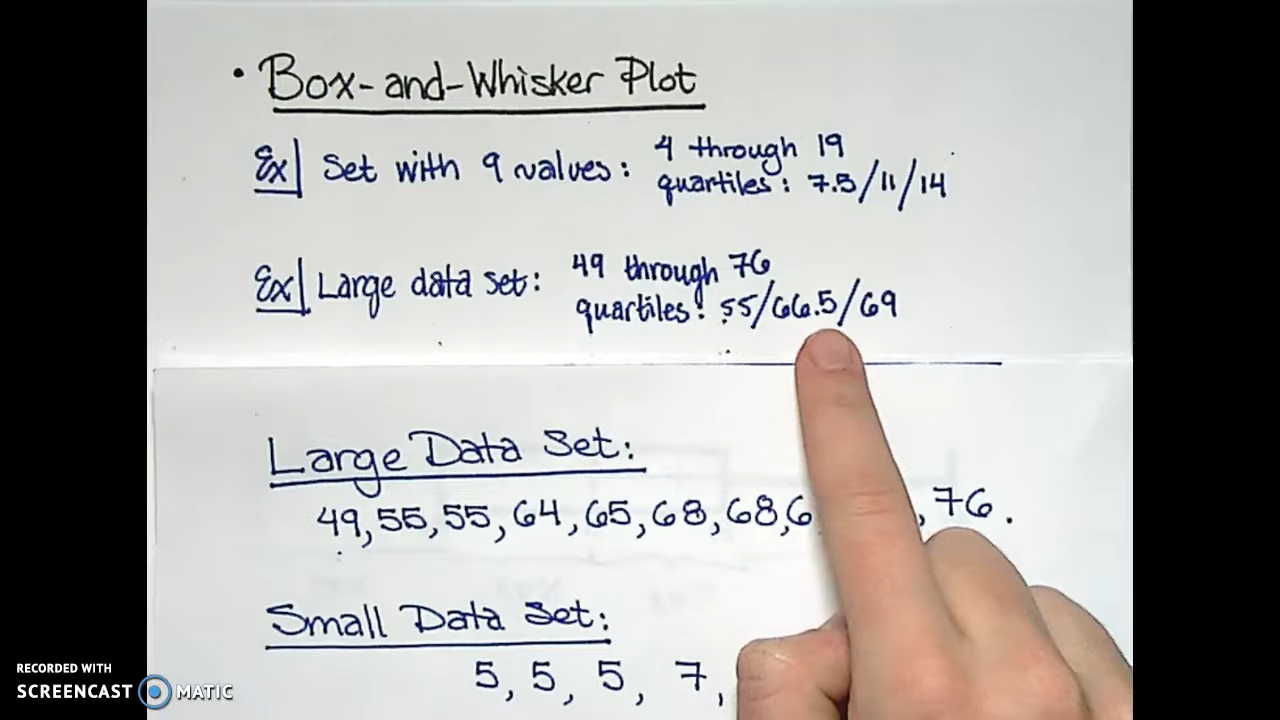 • Box-and-Whisker Plot
Ex| Set with 9 values: 4 through 19
quartiles: 7.5/11/14
Ex| Large data set: 49 through 76
quartiles: 55/66.5/69
Large Data Set:
49, 55, 55, 64, 65, 68, 68, 6 , 76.
Small Data Set:
5, 5, 5, 7,
RECORDED WITH
SCREENCAST MATIC